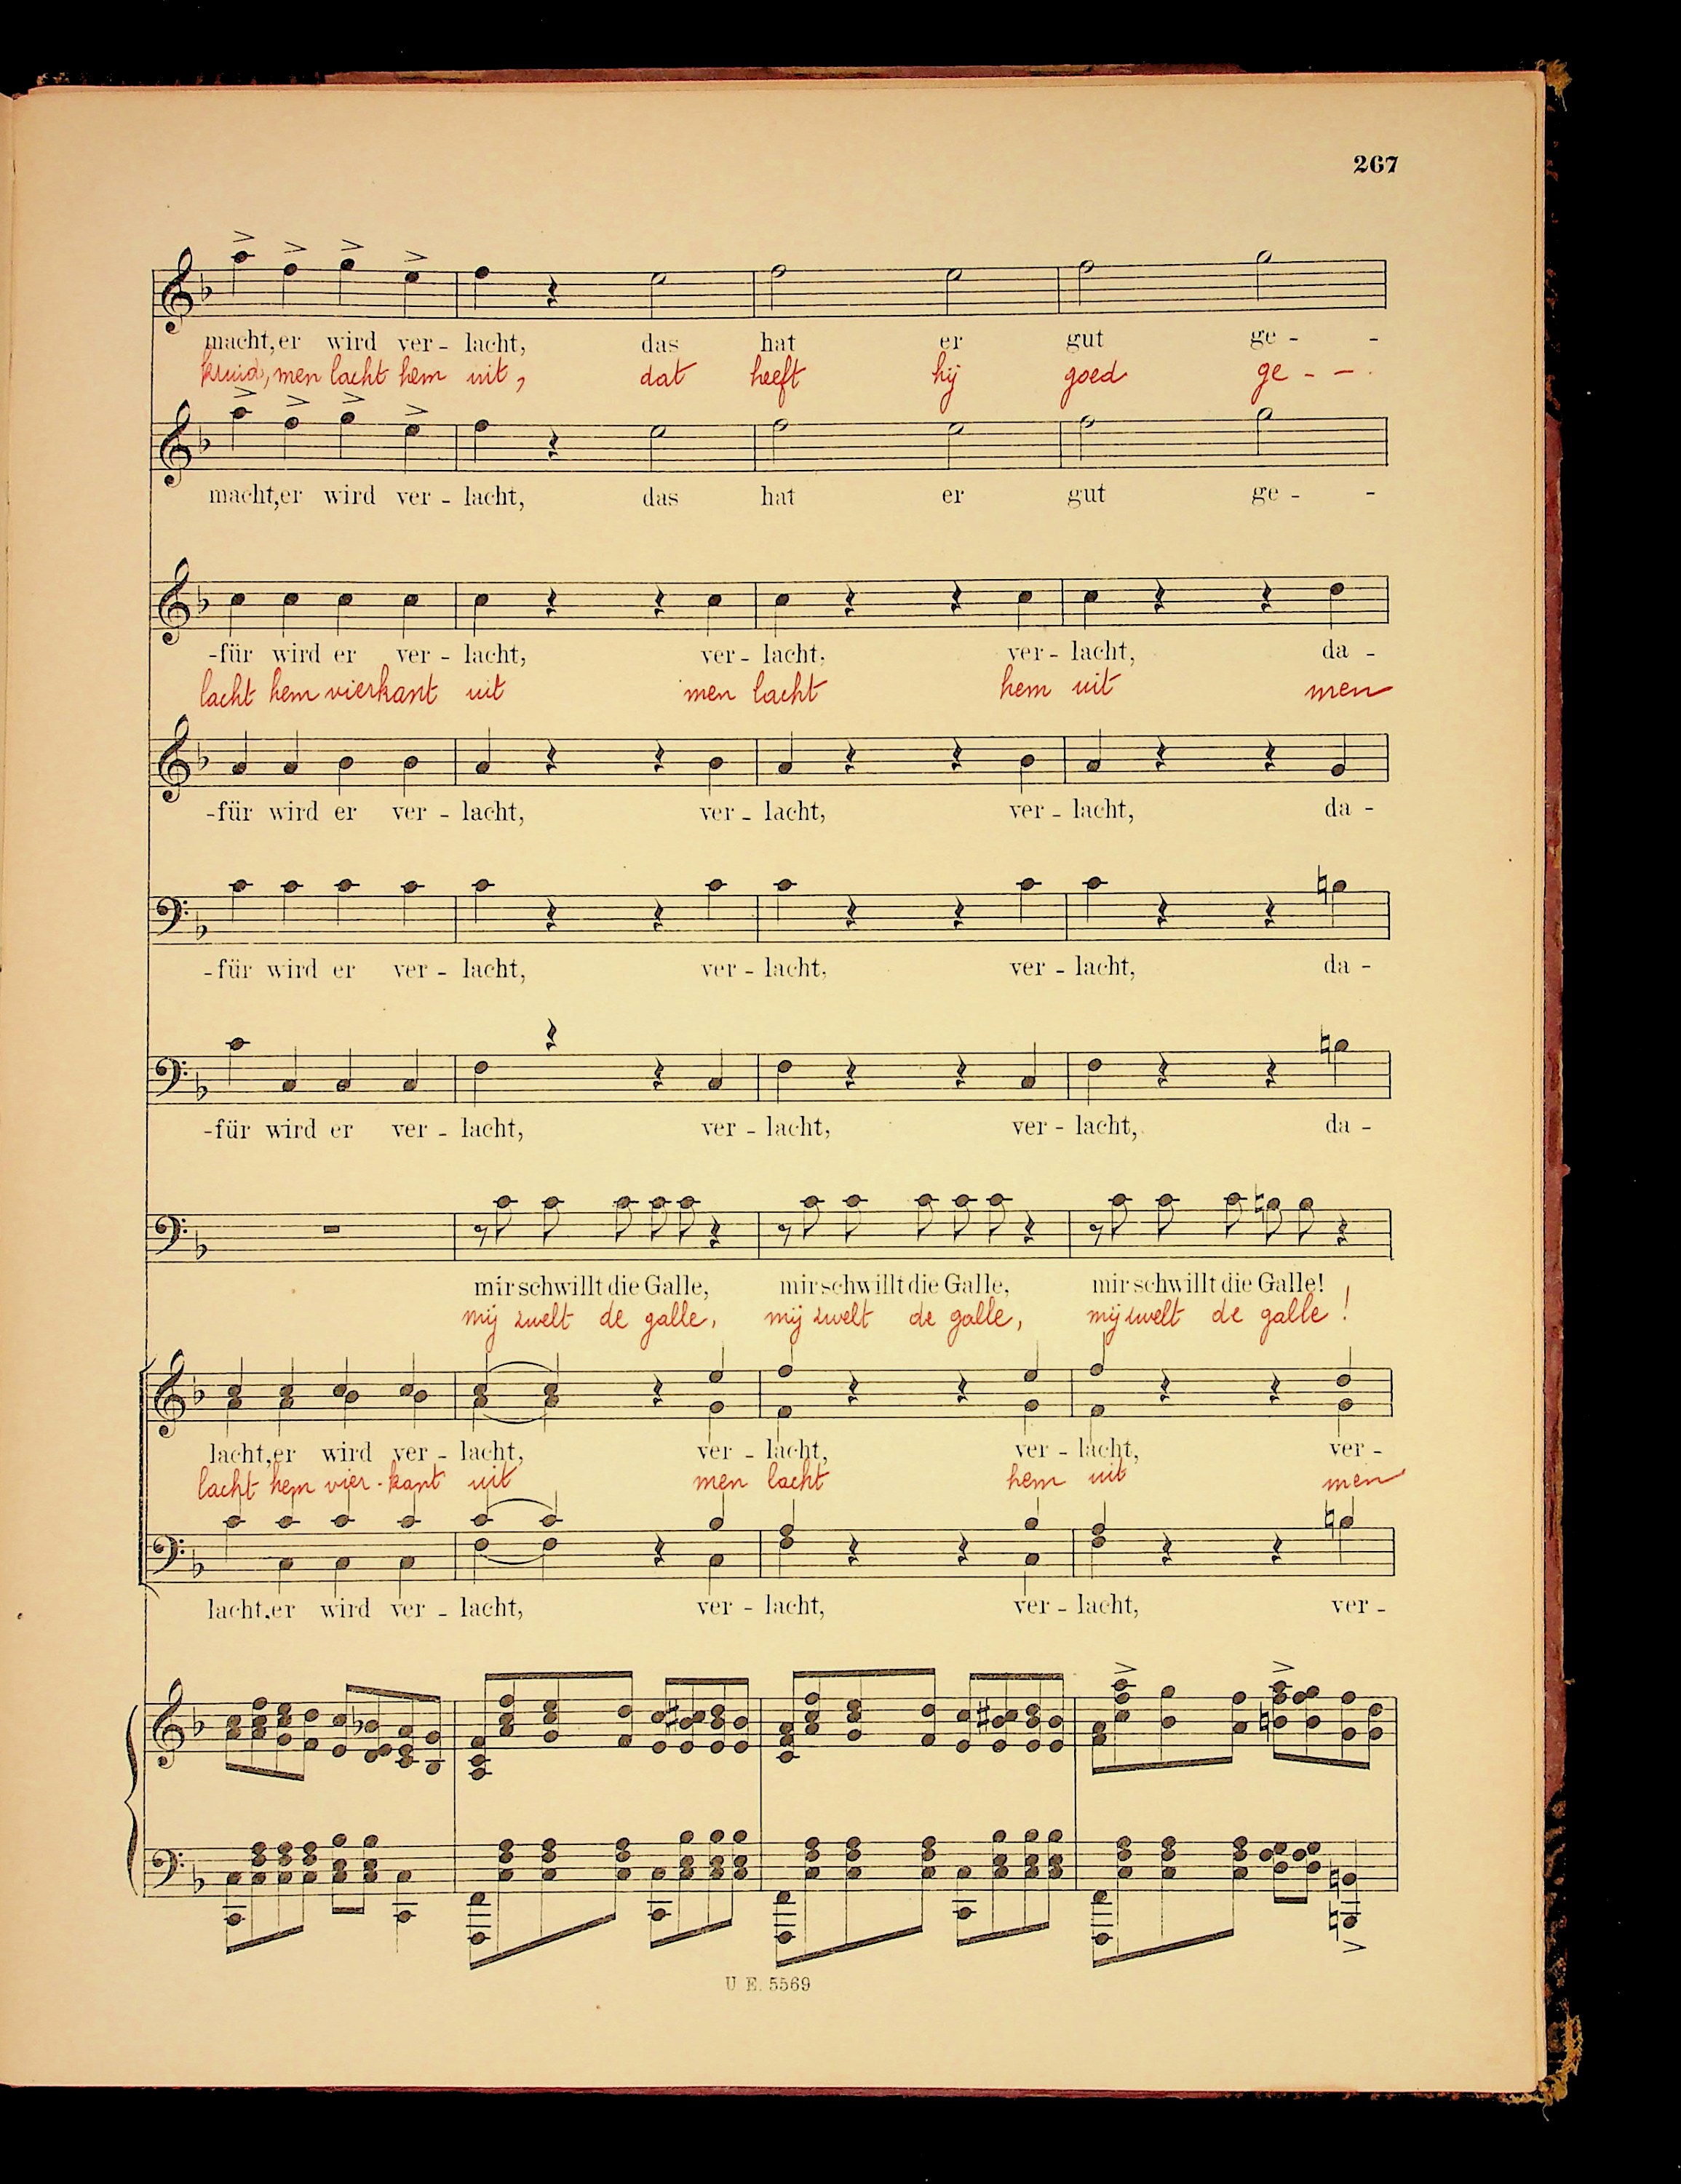 267
macht, er wird ver - lacht, das hat er gut ge - -
kruid, men lacht hem uit, dat heeft hij goed ge - -
macht, er wird ver - lacht, das hat er gut ge - -
-für wird er ver - lacht, ver - lacht, ver - lacht, da -
lacht hem vierkant uit men lacht hem uit men
-für wird er ver - lacht, ver - lacht, ver - lacht, da -
-für wird er ver - lacht, ver - lacht, ver - lacht, da -
-für wird er ver - lacht, ver - lacht, ver - lacht, da -
mir schwillt die Galle, mir schwillt die Galle, mir schwillt die Galle!
mij zwelt de galle, mij zwelt de galle, mij zwelt de galle!
lacht, er wird ver - lacht, ver - lacht, ver - lacht, ver -
lacht hem vier - kant uit men lacht hem uit men
lacht, er wird ver - lacht, ver - lacht, ver - lacht, ver -
U. E. 5569